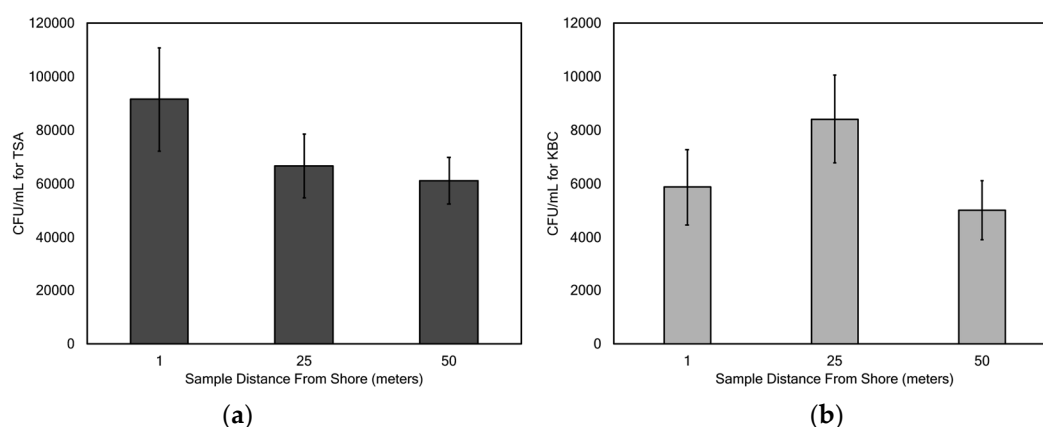 120000
100000
80000
60000
40000
20000
0
CFU/mL for TSA
1 25 50
Sample Distance From Shore (meters)
(a)
12000
10000
8000
6000
4000
2000
0
CFU/mL for KBC
1 25 50
Sample Distance From Shore (meters)
(b)